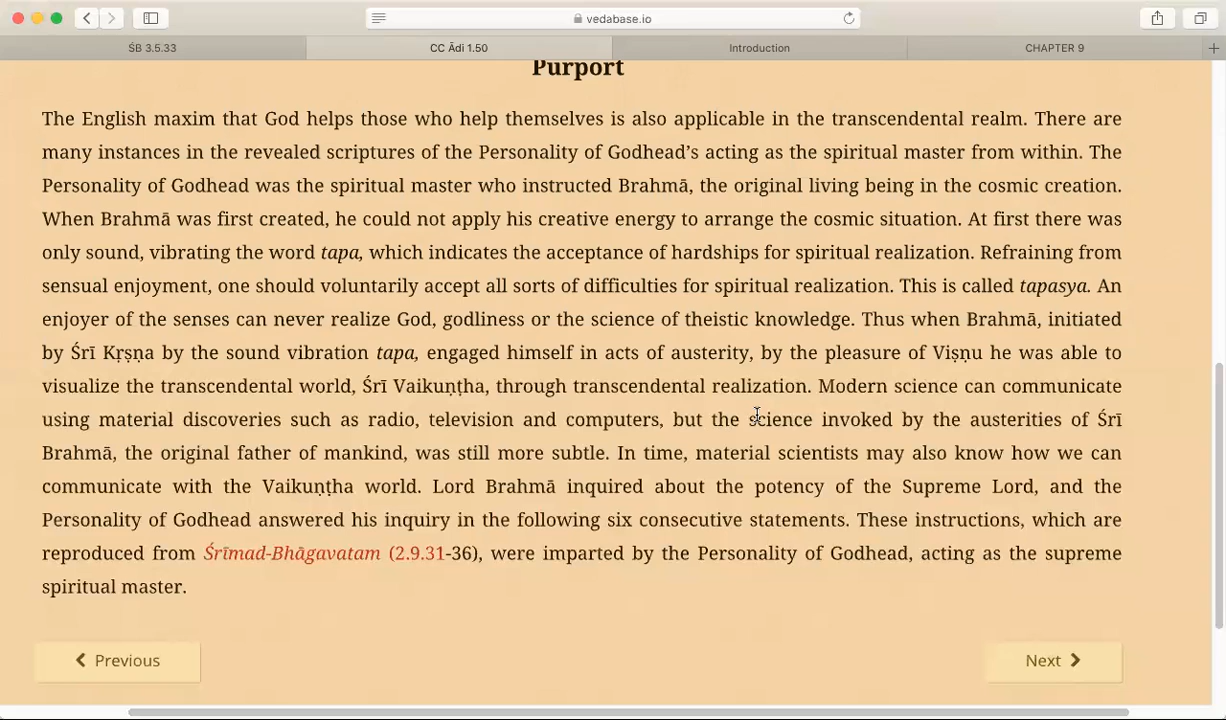 vedabase.io
ŚB 3.5.33
CC Ādi 1.50
Introduction
CHAPTER 9
Purport
The English maxim that God helps those who help themselves is also applicable in the transcendental realm. There are
many instances in the revealed scriptures of the Personality of Godhead’s acting as the spiritual master from within. The
Personality of Godhead was the spiritual master who instructed Brahmā, the original living being in the cosmic creation.
When Brahmā was first created, he could not apply his creative energy to arrange the cosmic situation. At first there was
only sound, vibrating the word tapa, which indicates the acceptance of hardships for spiritual realization. Refraining from
sensual enjoyment, one should voluntarily accept all sorts of difficulties for spiritual realization. This is called tapasya. An
enjoyer of the senses can never realize God, godliness or the science of theistic knowledge. Thus when Brahmā, initiated
by Śrī Kṛṣṇa by the sound vibration tapa, engaged himself in acts of austerity, by the pleasure of Viṣṇu he was able to
visualize the transcendental world, Śrī Vaikuṇṭha, through transcendental realization. Modern science can communicate
using material discoveries such as radio, television and computers, but the science invoked by the austerities of Śrī
Brahmā, the original father of mankind, was still more subtle. In time, material scientists may also know how we can
communicate with the Vaikuṇṭha world. Lord Brahmā inquired about the potency of the Supreme Lord, and the
Personality of Godhead answered his inquiry in the following six consecutive statements. These instructions, which are
reproduced from Śrīmad-Bhāgavatam (2.9.31-36), were imparted by the Personality of Godhead, acting as the supreme
spiritual master.
Previous
Next